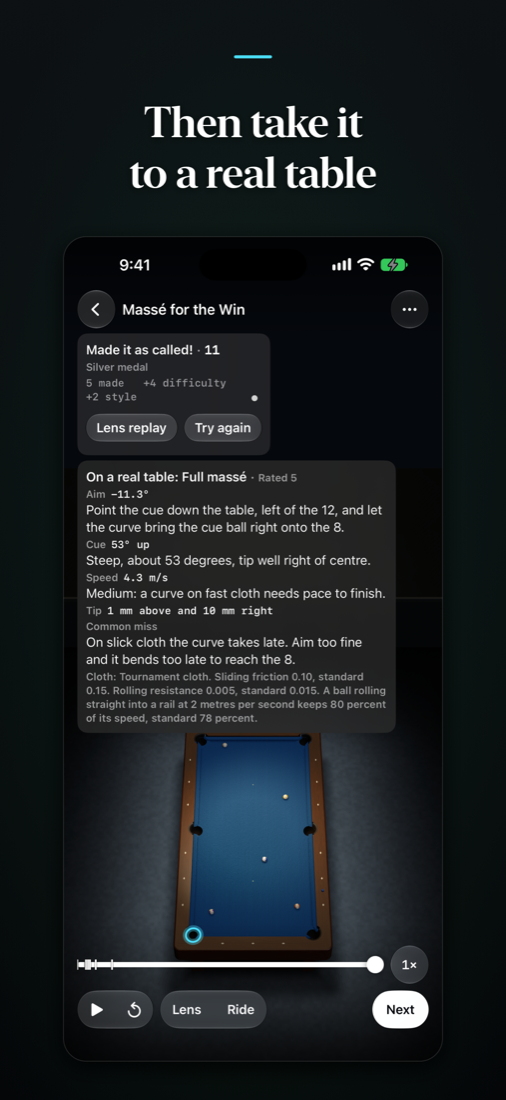 Then take it
to a real table
9:41
Massé for the Win
Made it as called! · 11
Silver medal
5 made +4 difficulty
+2 style
Lens replay Try again
On a real table: Full massé · Rated 5
Aim −11.3°
Point the cue down the table, left of the 12, and let
the curve bring the cue ball right onto the 8.
Cue 53° up
Steep, about 53 degrees, tip well right of centre.
Speed 4.3 m/s
Medium: a curve on fast cloth needs pace to finish.
Tip 1 mm above and 10 mm right
Common miss
On slick cloth the curve takes late. Aim too fine
and it bends too late to reach the 8.
Cloth: Tournament cloth. Sliding friction 0.10, standard
0.15. Rolling resistance 0.005, standard 0.015. A ball rolling
straight into a rail at 2 metres per second keeps 80 percent
of its speed, standard 78 percent.
1×
Lens Ride Next